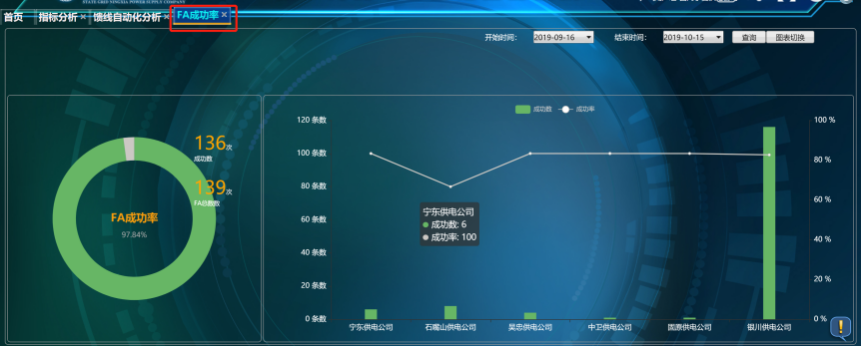 STATE GRID NINGXIA POWER SUPPLY COMPANY
首页 指标分析× 馈线自动化分析× FA成功率×
开始时间: 2019-09-16 结束时间: 2019-10-15 查询 图表切换
成功数 成功率
136次
成功数
139次
FA总数数
FA成功率
97.84%
120 条数
100 条数
80 条数
60 条数
40 条数
20 条数
0 条数
宁东供电公司
成功数: 6
成功率: 100
100 %
80 %
60 %
40 %
20 %
0 %
宁东供电公司 石嘴山供电公司 吴忠供电公司 中卫供电公司 固原供电公司 银川供电公司